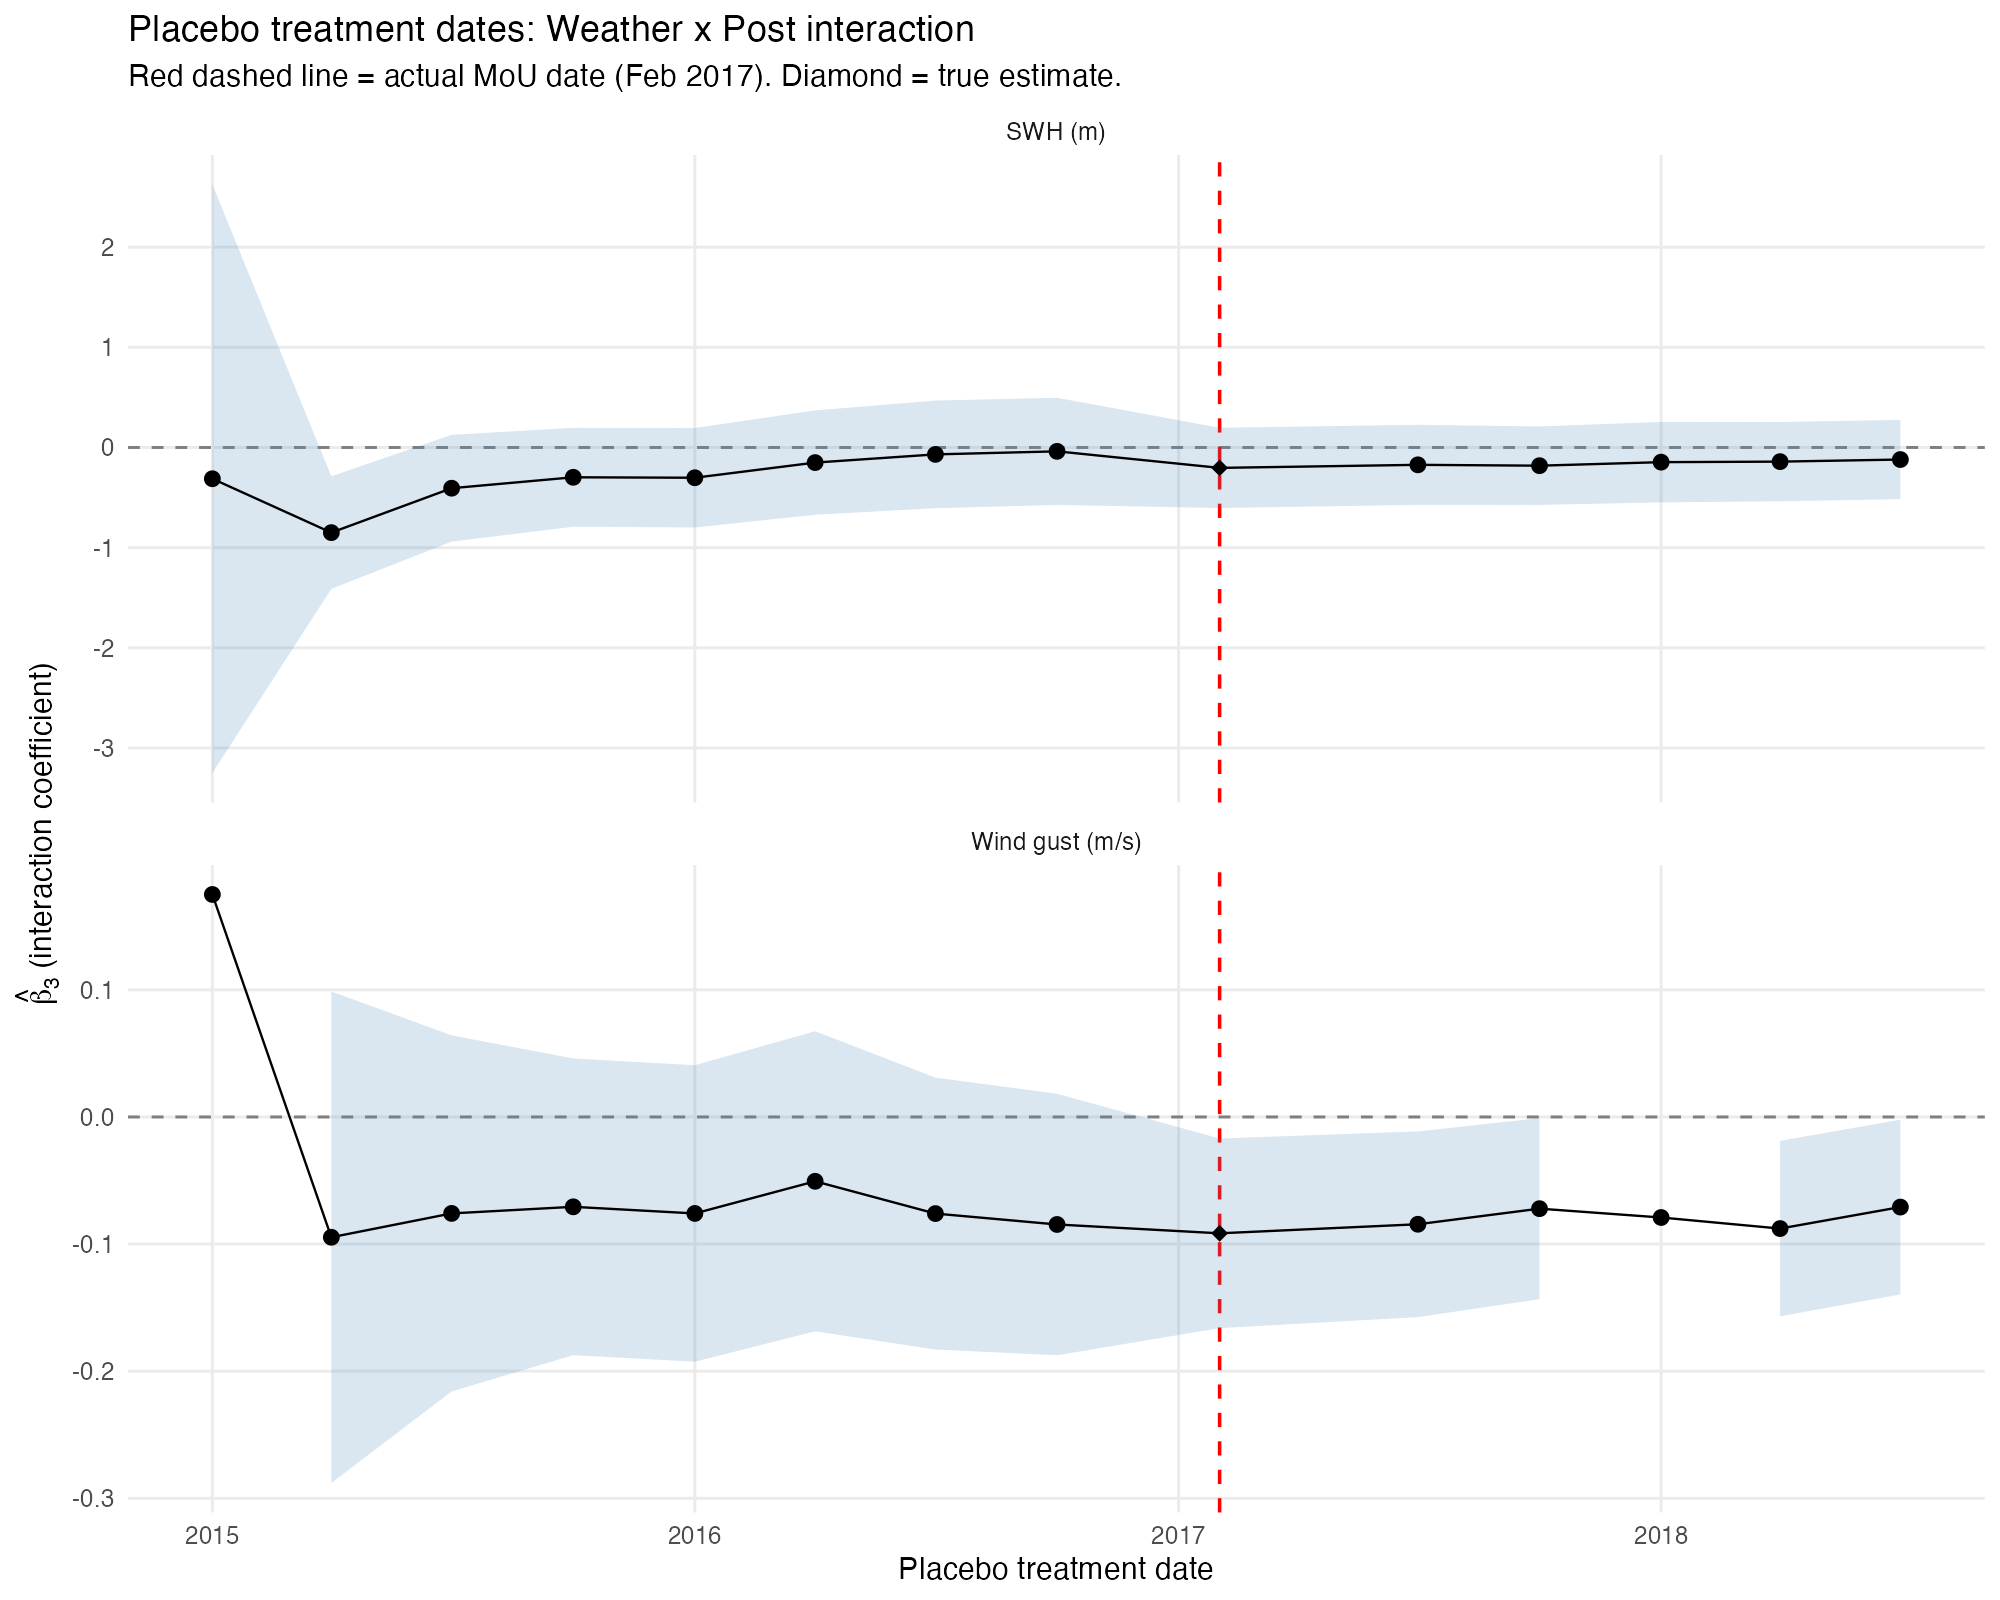 Placebo treatment dates: Weather x Post interaction
Red dashed line = actual MoU date (Feb 2017). Diamond = true estimate.
SWH (m)
2
1
0
-1
-2
-3
Wind gust (m/s)
0.1
0.0
-0.1
-0.2
-0.3
β̂₃ (interaction coefficient)
2015
2016
2017
2018
Placebo treatment date